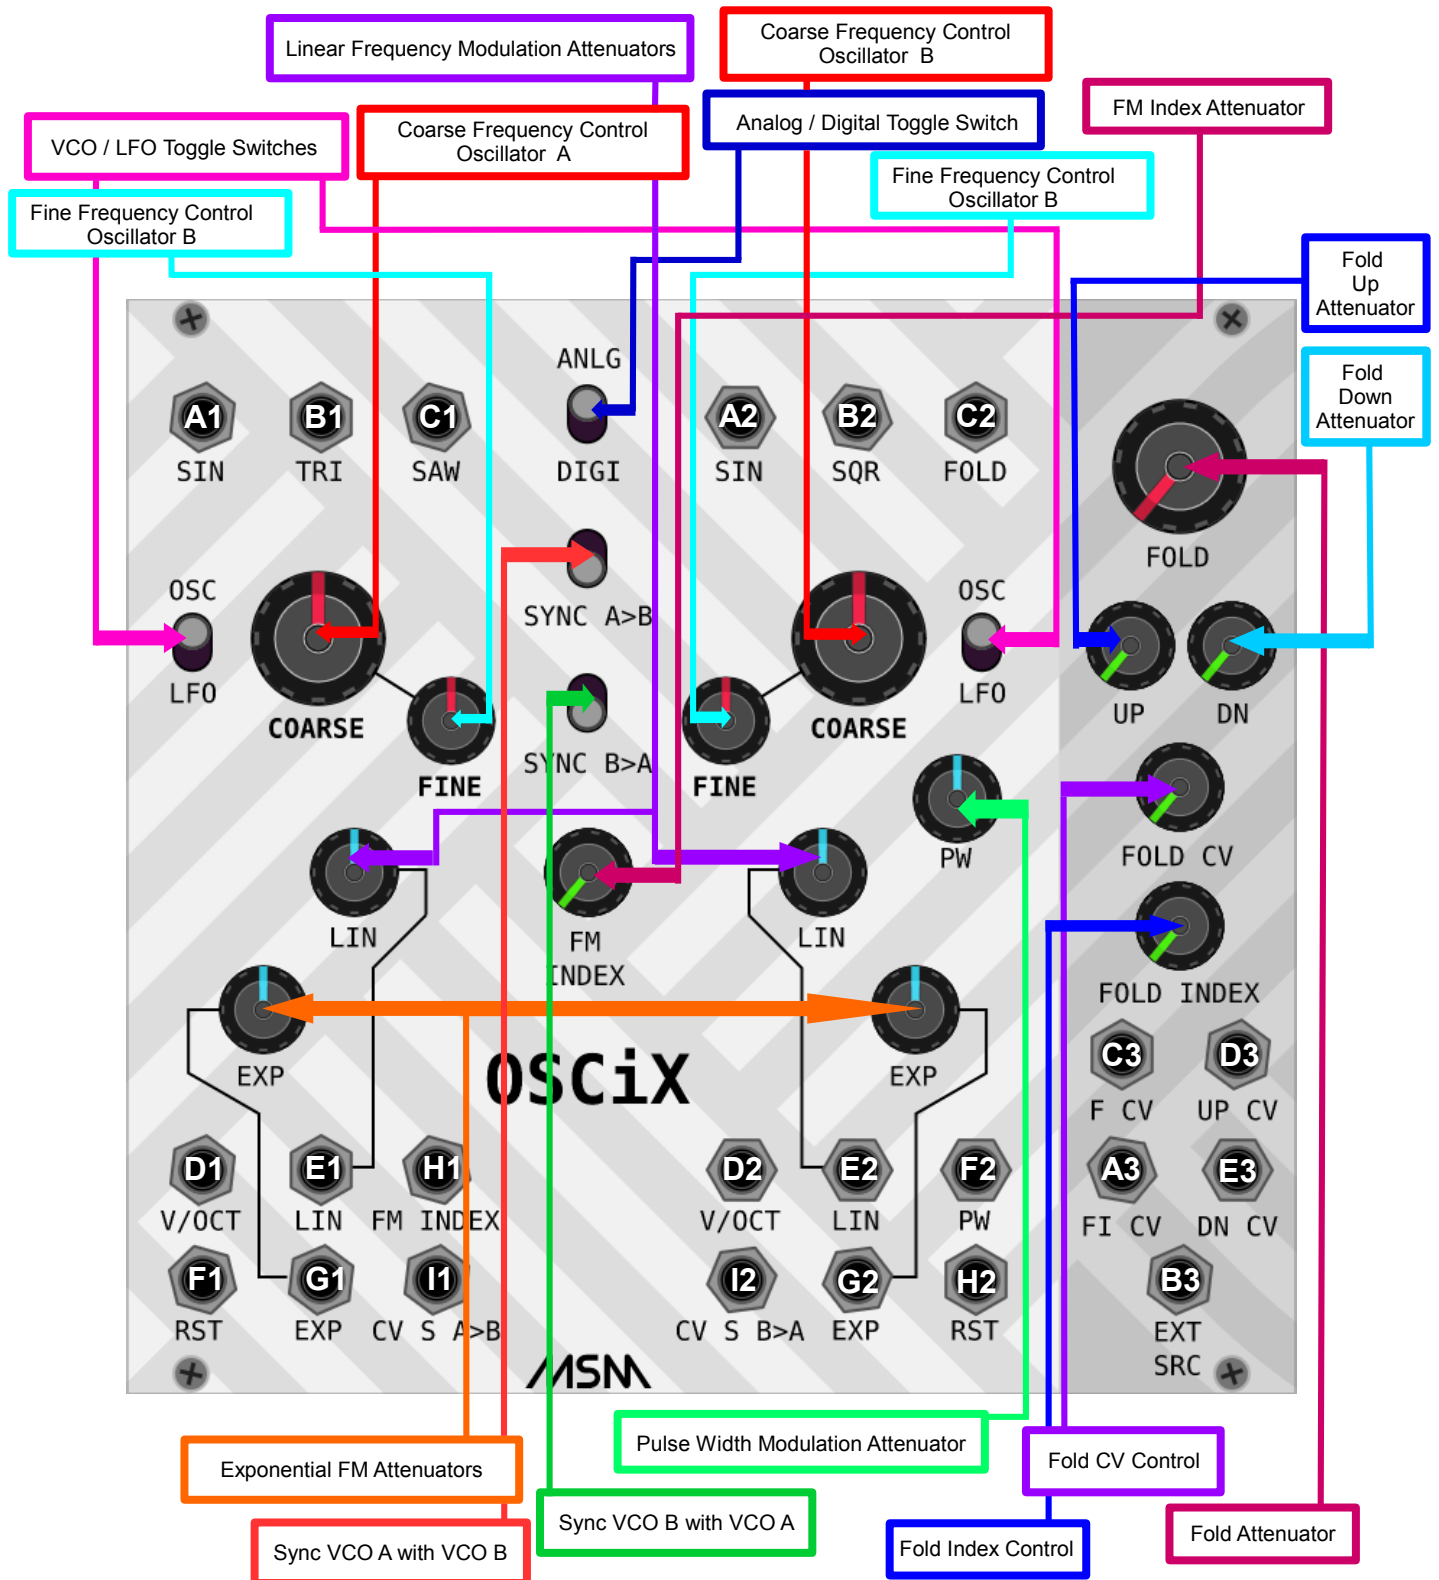 Linear Frequency Modulation Attenuators
Coarse Frequency Control
Oscillator B
FM Index Attenuator
VCO / LFO Toggle Switches
Coarse Frequency Control
Oscillator A
Analog / Digital Toggle Switch
Fine Frequency Control
Oscillator B
Fine Frequency Control
Oscillator B
Fold
Up
Attenuator
Fold
Down
Attenuator
ANLG
A1 B1 C1 A2 B2 C2
SIN TRI SAW DIGI SIN SQR FOLD
FOLD
OSC SYNC A>B OSC
LFO LFO
COARSE COARSE UP DN
SYNC B>A
FINE FINE
PW FOLD CV
LIN FM
INDEX LIN
FOLD INDEX
EXP OSCiX EXP
C3 D3
F CV UP CV
D1 E1 H1 D2 E2 F2 A3 E3
V/OCT LIN FM INDEX V/OCT LIN PW FI CV DN CV
F1 G1 I1 I2 G2 H2 B3
RST EXP CV S A>B CV S B>A EXP RST EXT
SRC
MSM
Exponential FM Attenuators
Pulse Width Modulation Attenuator
Fold CV Control
Sync VCO A with VCO B
Sync VCO B with VCO A
Fold Index Control
Fold Attenuator